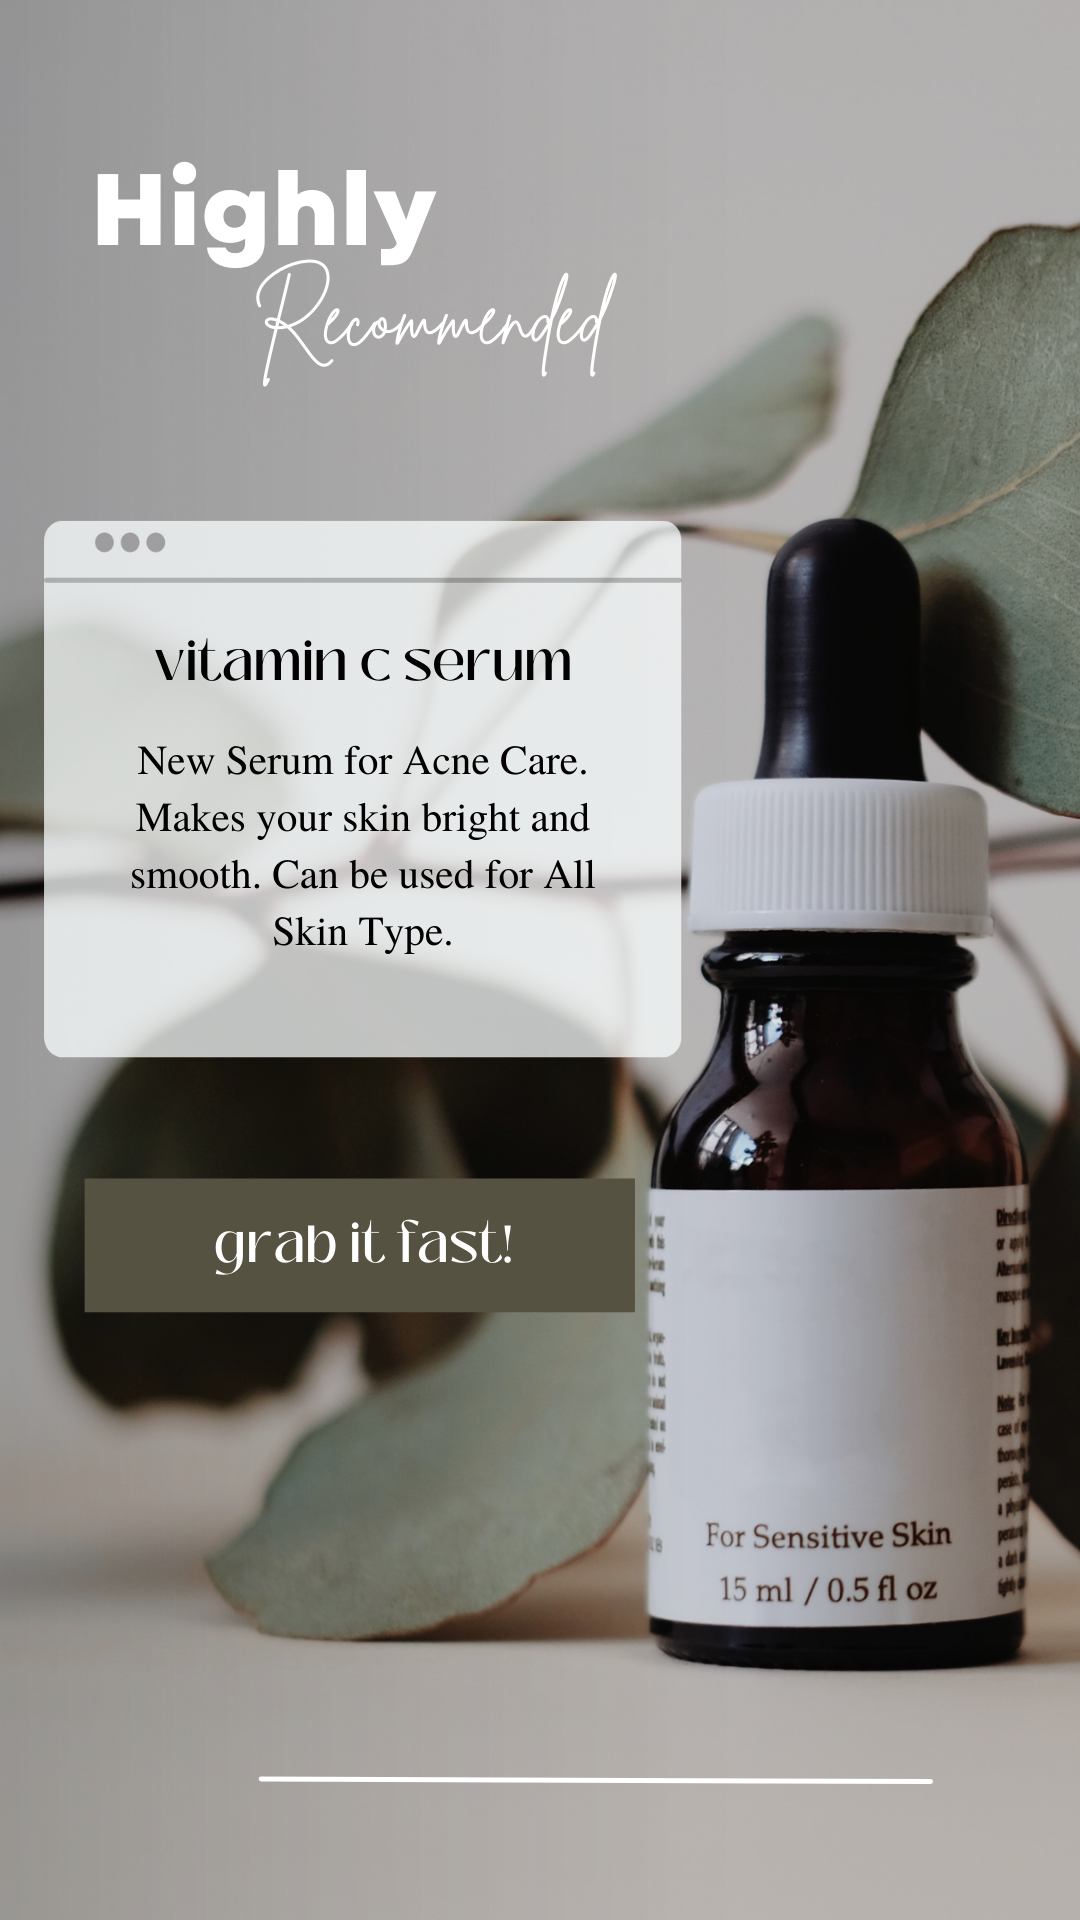 Highly
Recommended
vitamin c serum
New Serum for Acne Care.
Makes your skin bright and
smooth. Can be used for All
Skin Type.
grab it fast!
For Sensitive Skin
15 ml / 0.5 fl oz